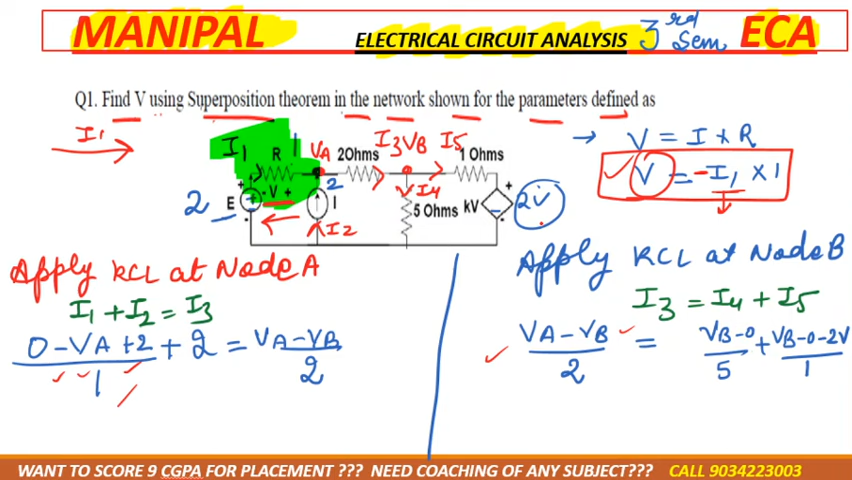 MANIPAL ELECTRICAL CIRCUIT ANALYSIS 3rd Sem ECA
Q1. Find V using Superposition theorem in the network shown for the parameters defined as
I1
I1 R 1 VA 2Ohms I3 VB I5 1 Ohms
2 E + - V + 2 I I2 I4 5 Ohms kV + - 2V
→ V = I × R
V = -I1 × 1
Apply KCL at Node A
I1 + I2 = I3
0 - VA + 2 / 1 + 2 = VA - VB / 2
Apply KCL at Node B
I3 = I4 + I5
VA - VB / 2 = VB - 0 / 5 + VB - 0 - 2V / 1
WANT TO SCORE 9 CGPA FOR PLACEMENT ??? NEED COACHING OF ANY SUBJECT??? CALL 9034223003